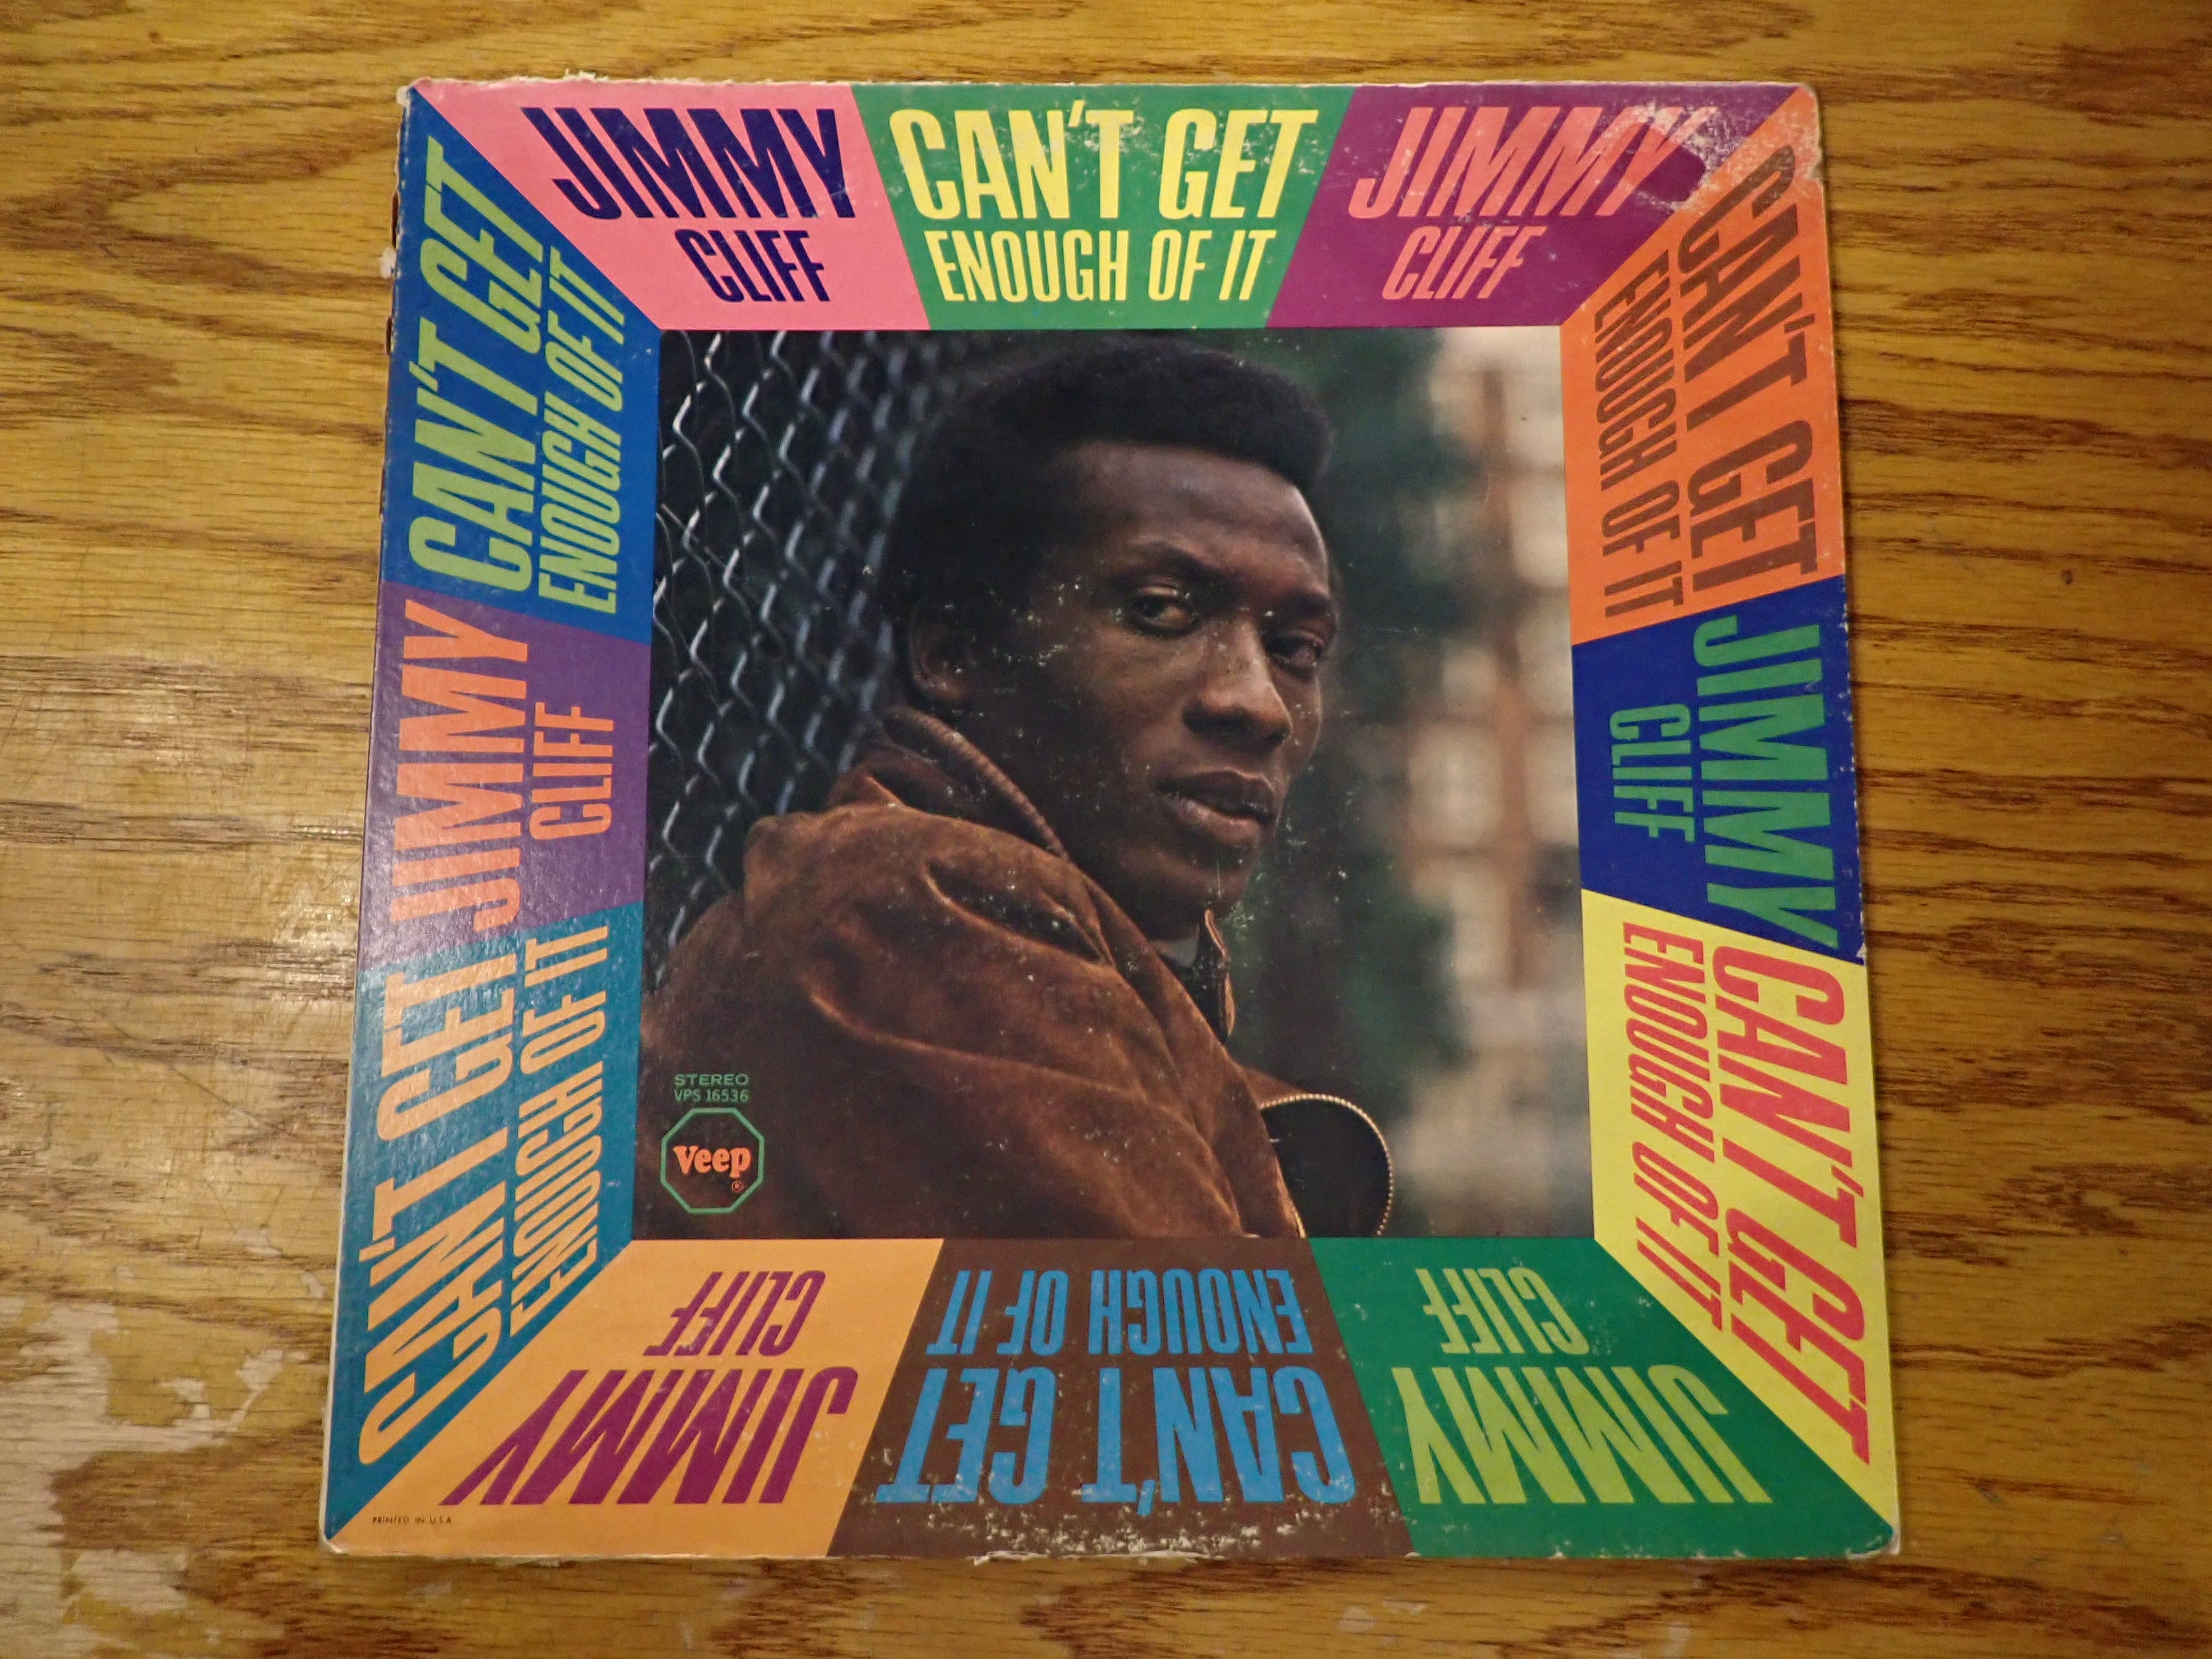 JIMMY
CLIFF
CAN'T GET
ENOUGH OF IT
JIMMY
CLIFF
CAN'T GET
ENOUGH OF IT
JIMMY
CLIFF
CAN'T GET
ENOUGH OF IT
JIMMY
CLIFF
CAN'T GET
ENOUGH OF IT
JIMMY
CLIFF
CAN'T GET
ENOUGH OF IT
JIMMY
CLIFF
CAN'T GET
ENOUGH OF IT
STEREO
VPS 16536
Veep
®
PRINTED IN U.S.A.